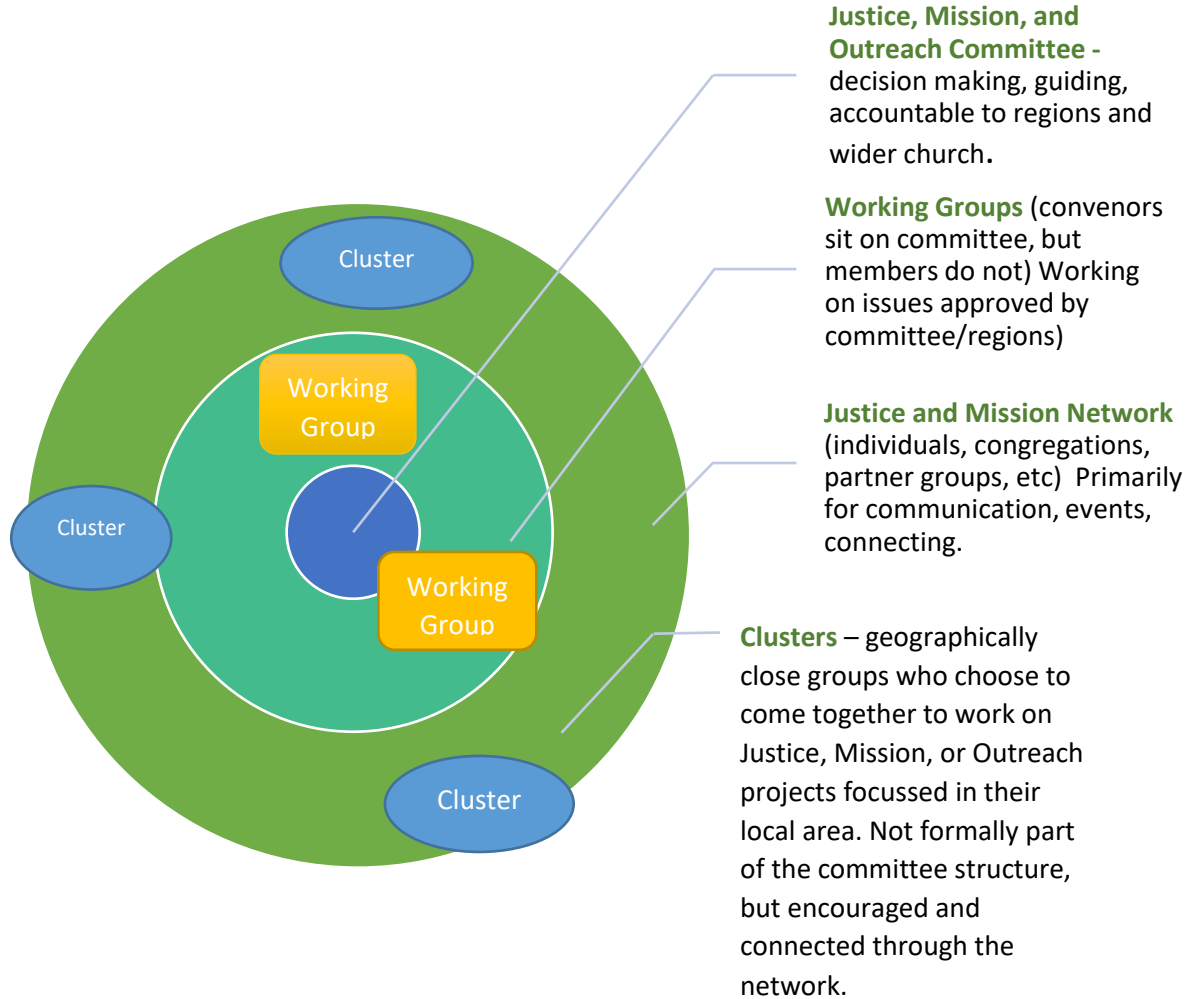 Justice, Mission, and
Outreach Committee -
decision making, guiding,
accountable to regions and
wider church.
Working Groups (convenors
sit on committee, but
members do not) Working
on issues approved by
committee/regions)
Justice and Mission Network
(individuals, congregations,
partner groups, etc)  Primarily
for communication, events,
connecting.
Clusters – geographically
close groups who choose to
come together to work on
Justice, Mission, or Outreach
projects focussed in their
local area. Not formally part
of the committee structure,
but encouraged and
connected through the
network.
Cluster
Working
Group
Cluster
Working
Group
Cluster